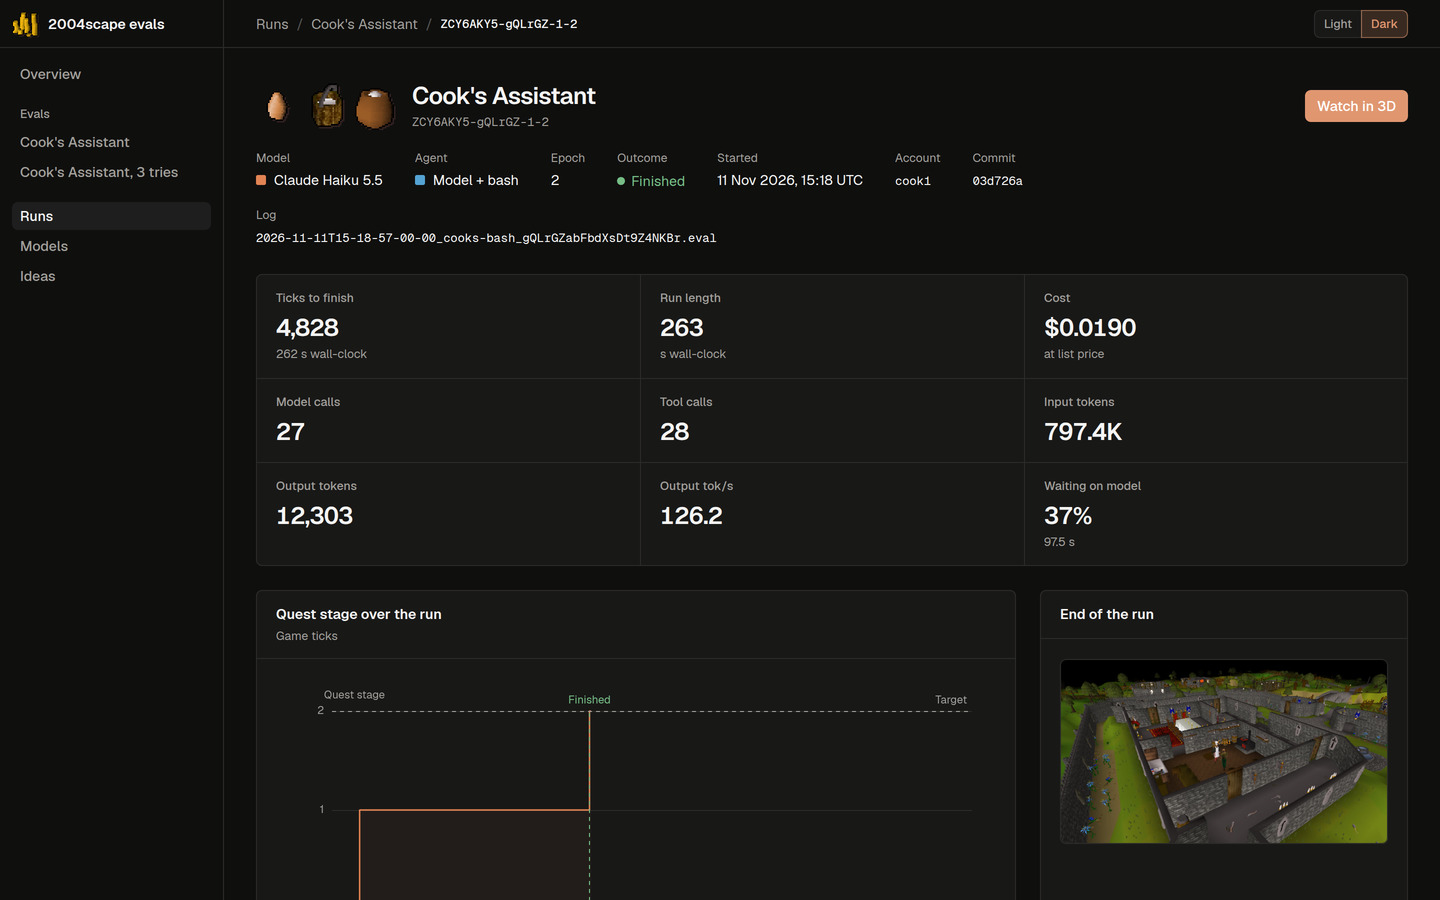 2004scape evals
Runs / Cook's Assistant / ZCY6AKY5-gQLrGZ-1-2
Light Dark
Overview
Evals
Cook's Assistant
Cook's Assistant, 3 tries
Runs
Models
Ideas
Cook's Assistant
ZCY6AKY5-gQLrGZ-1-2
Watch in 3D
Model Agent Epoch Outcome Started Account Commit
Claude Haiku 5.5 Model + bash 2 Finished 11 Nov 2026, 15:18 UTC cook1 03d726a
Log
2026-11-11T15-18-57-00-00_cooks-bash_gQLrGZabFbdXsDt9Z4NKBr.eval
Ticks to finish
4,828
262 s wall-clock
Run length
263
s wall-clock
Cost
$0.0190
at list price
Model calls
27
Tool calls
28
Input tokens
797.4K
Output tokens
12,303
Output tok/s
126.2
Waiting on model
37%
97.5 s
Quest stage over the run
Game ticks
Quest stage
Finished
Target
2
1
End of the run